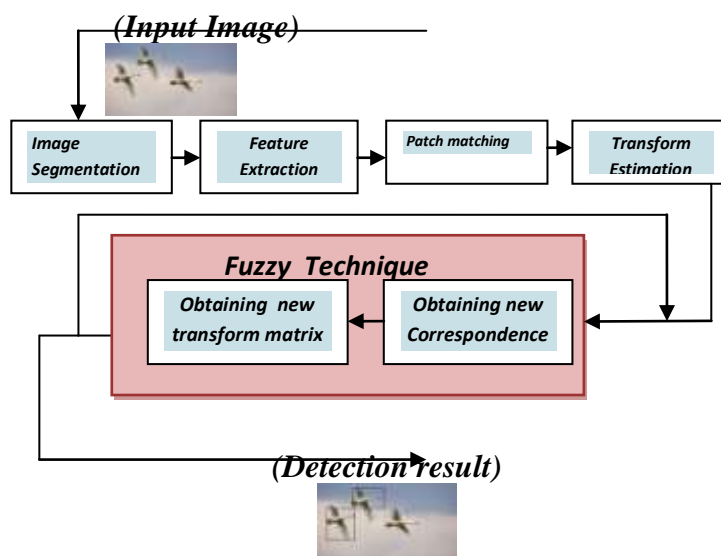 (Input Image)
Image
Segmentation
Feature
Extraction
Patch matching
Transform
Estimation
Fuzzy Technique
Obtaining new
transform matrix
Obtaining new
Correspondence
(Detection result)